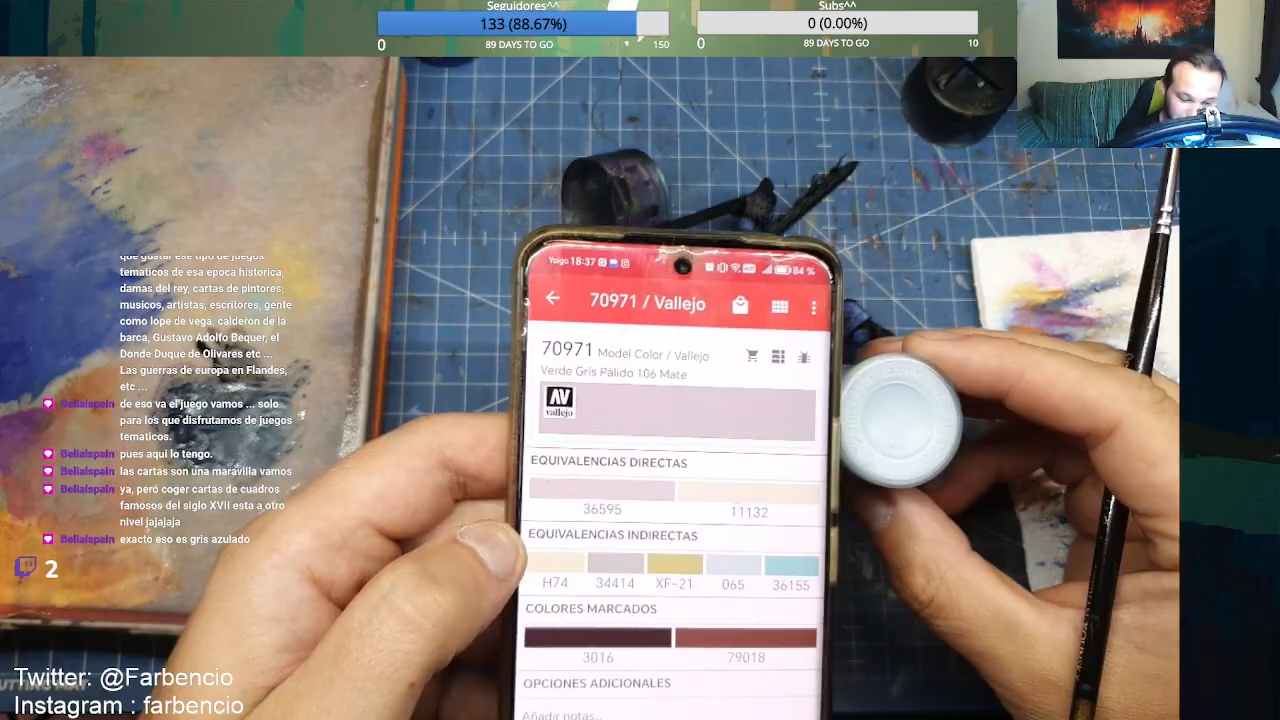 Seguidores^^
133 (88.67%)
0
89 DAYS TO GO
150
Subs^^
0 (0.00%)
0
89 DAYS TO GO
10
que gustar ese tipo de juegos
tematicos de esa epoca historica,
damas del rey, cartas de pintores,
musicos, artistas, escritores, gente
como lope de vega, calderon de la
barca, Gustavo Adolfo Bequer, el
Donde Duque de Olivares etc ...
Las guerras de europa en Flandes,
etc ...
Belialspain de eso va el juego vamos ... solo
para los que disfrutamos de juegos
tematicos.
Belialspain pues aqui lo tengo.
Belialspain las cartas son una maravilla vamos
Belialspain ya, pero coger cartas de cuadros
famosos del siglo XVII esta a otro
nivel jajajaja
Belialspain exacto eso es gris azulado
2
Twitter: @Farbencio
Instagram : farbencio
Yoigo 18:37
84 %
70971 / Vallejo
70971 Model Color / Vallejo
Verde Gris Pálido 106 Mate
AV
vallejo
EQUIVALENCIAS DIRECTAS
36595 11132
EQUIVALENCIAS INDIRECTAS
H74 34414 XF-21 065 36155
COLORES MARCADOS
3016 79018
OPCIONES ADICIONALES
Añadir notas...